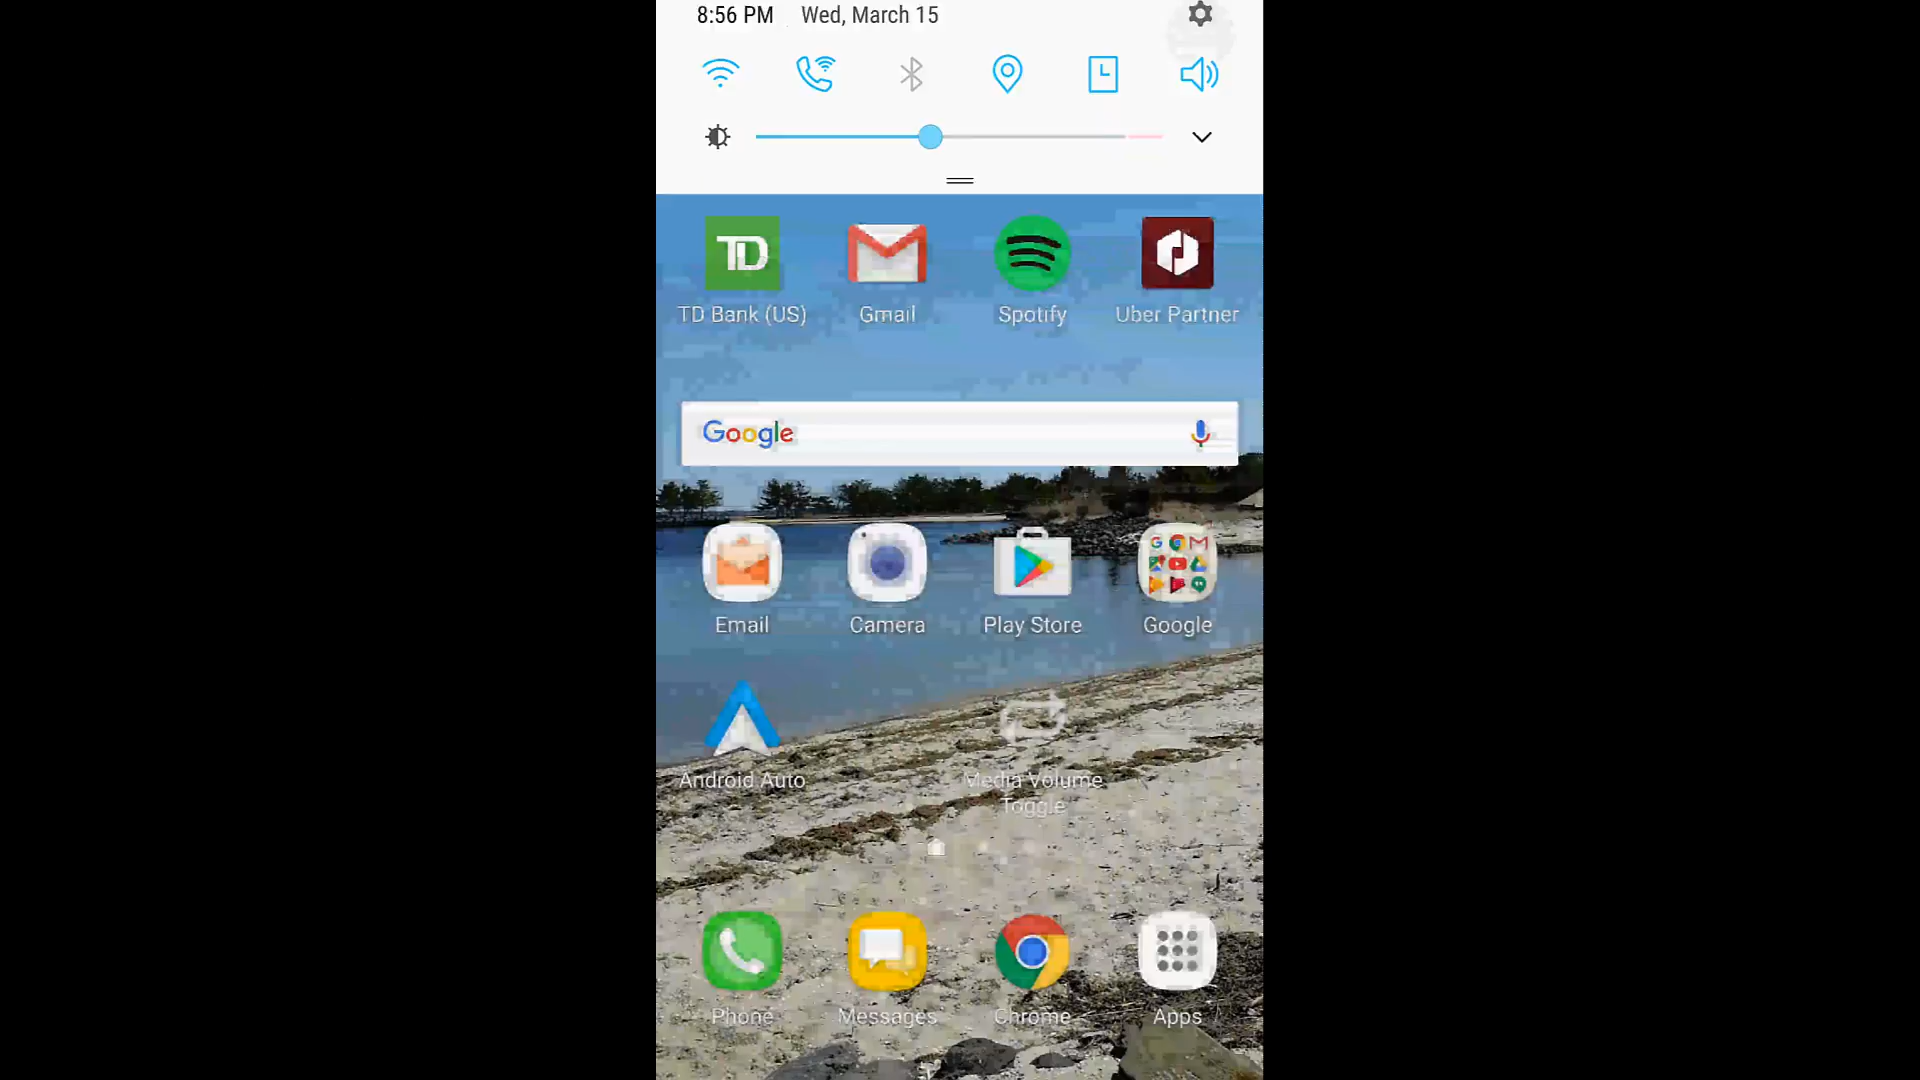 8:56 PM Wed, March 15
TD
TD Bank (US) Gmail Spotify Uber Partner
Google
Email Camera Play Store Google
Android Auto Media Volume
Toggle
Phone Messages Chrome Apps